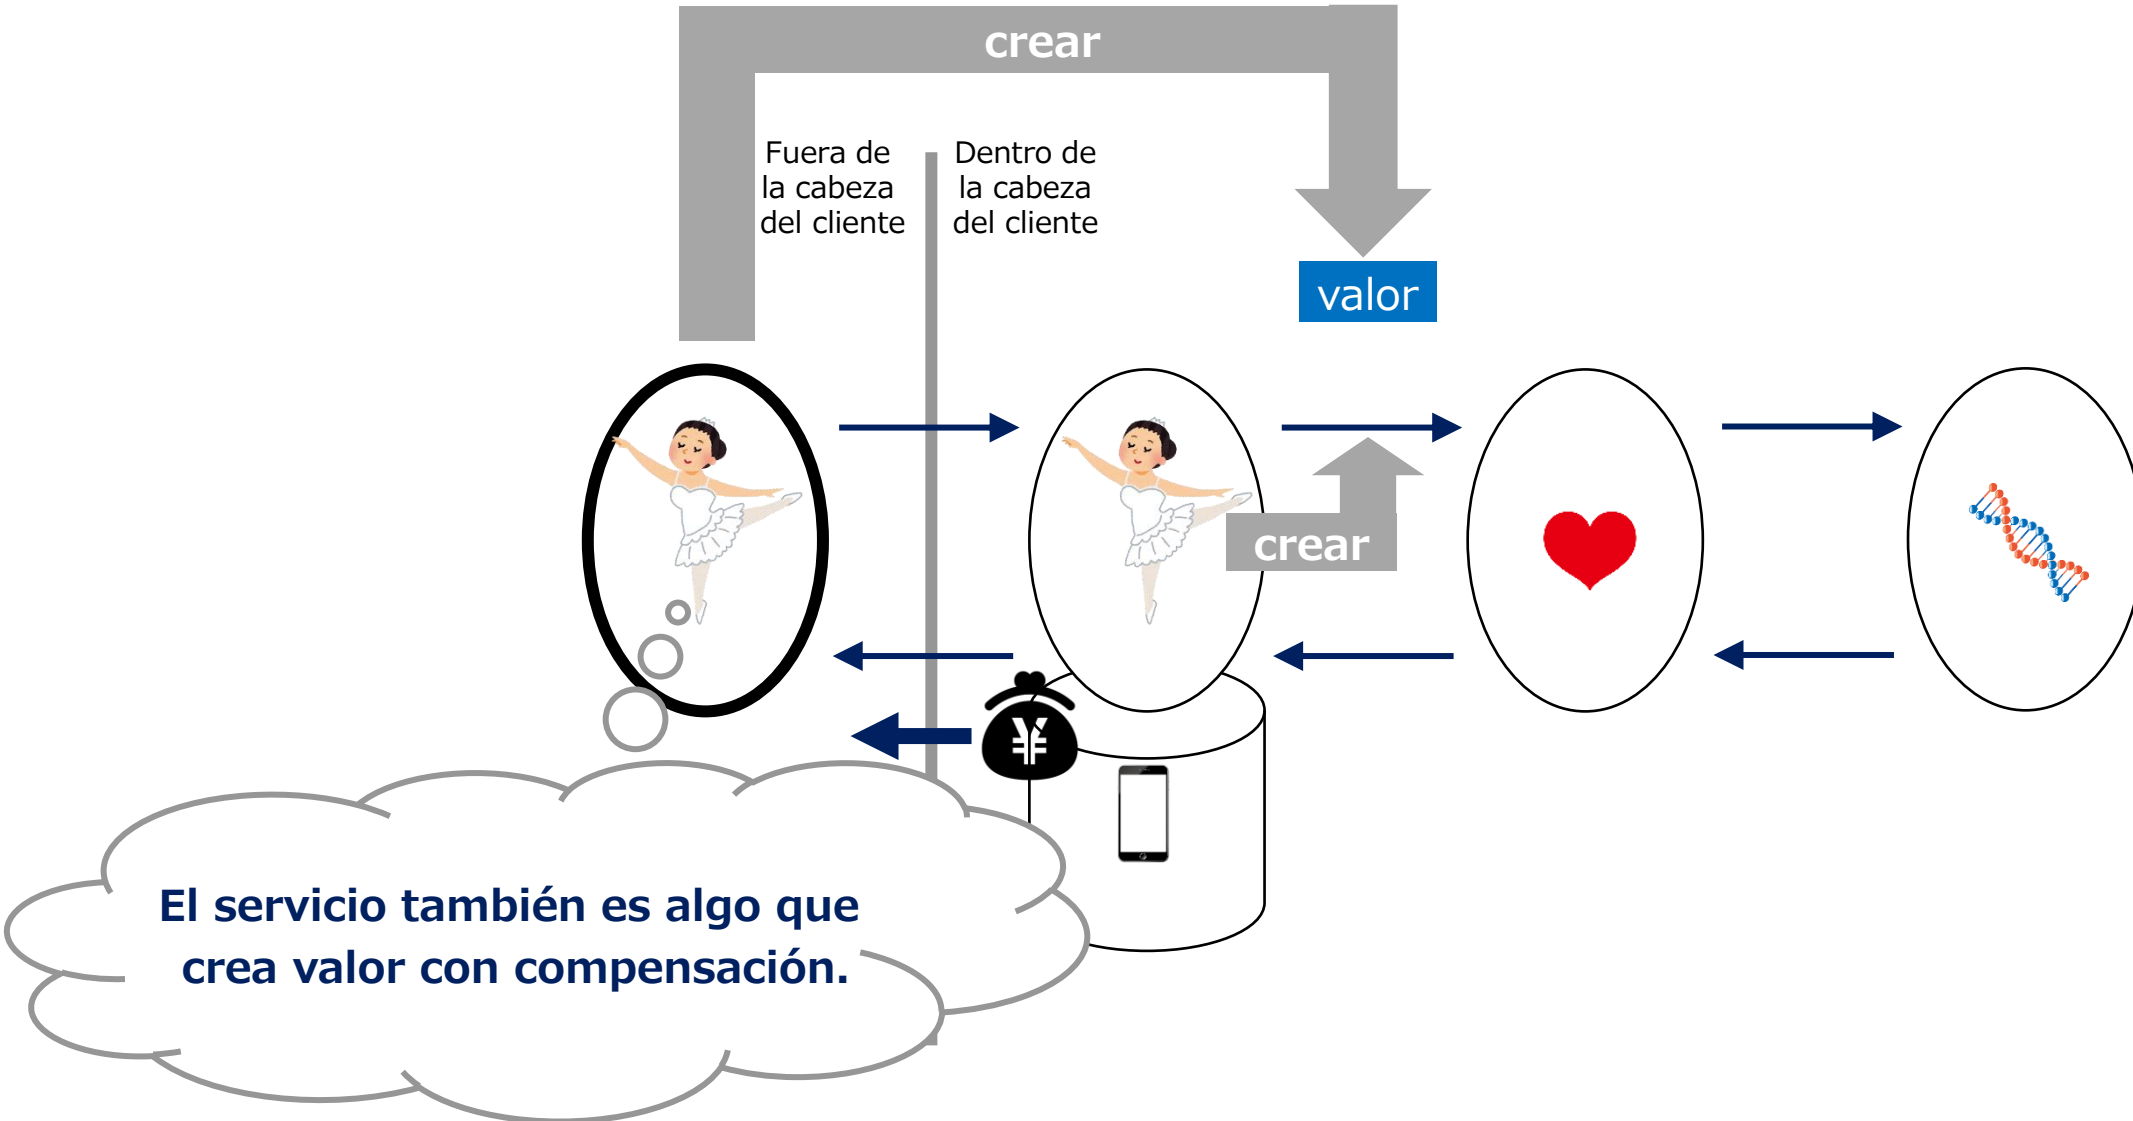 crear
Fuera de
la cabeza
del cliente
Dentro de
la cabeza
del cliente
valor
crear
¥
El servicio también es algo que
crea valor con compensación.